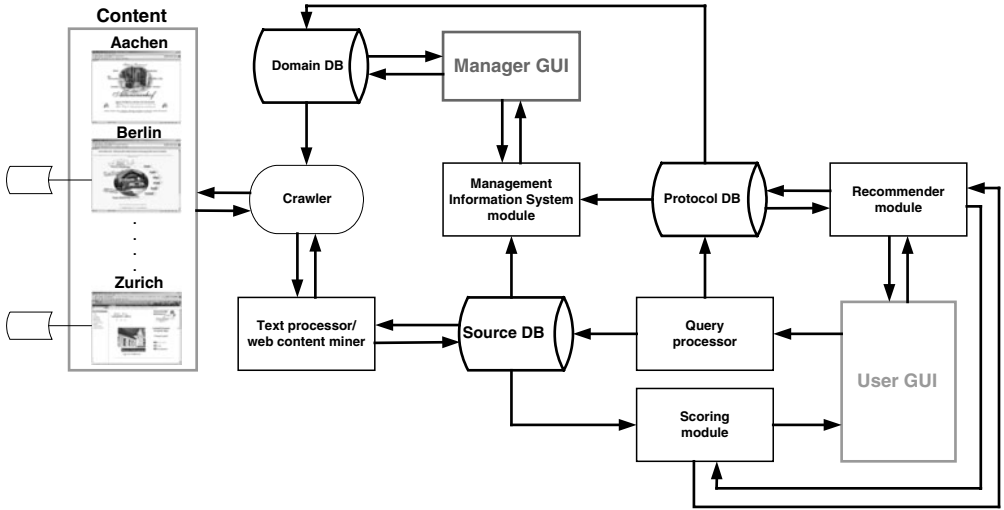 Content
Aachen
Berlin
Zurich
Domain DB
Manager GUI
Crawler
Management
Information System
module
Protocol DB
Recommender
module
Text processor/
web content miner
Source DB
Query
processor
User GUI
Scoring
module